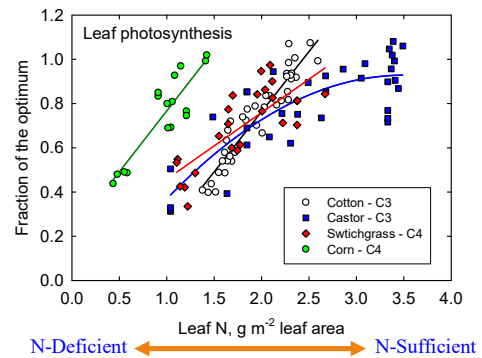 Leaf photosynthesis
Fraction of the optimum
1.2
1.0
0.8
0.6
0.4
0.2
0.0
Cotton - C3
Castor - C3
Swtichgrass - C4
Corn - C4
0.0 0.5 1.0 1.5 2.0 2.5 3.0 3.5 4.0
Leaf N, g m-2 leaf area
N-Deficient N-Sufficient